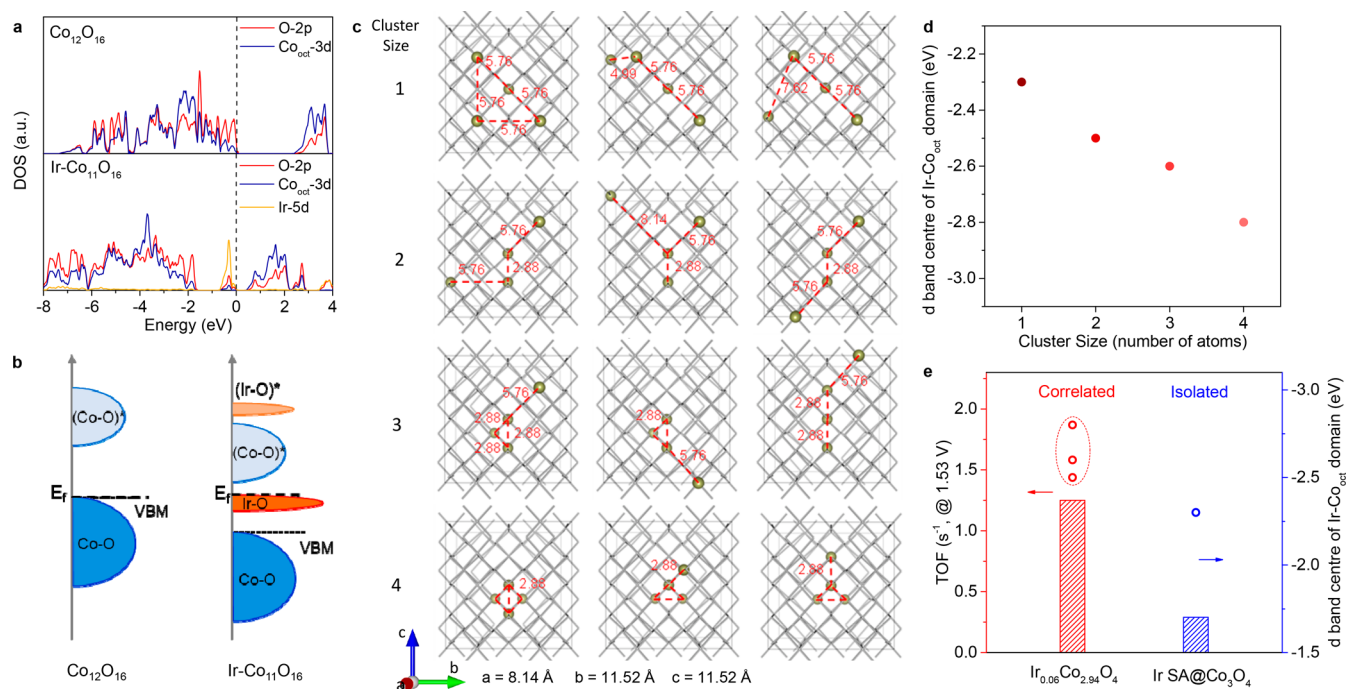 a
Co₁₂O₁₆
O-2p
Co_oct-3d
Ir-Co₁₁O₁₆
O-2p
Co_oct-3d
Ir-5d
DOS (a.u.)
-8 -6 -4 -2 0 2 4
Energy (eV)
b
(Co-O)*
E_f
VBM
Co-O
Co₁₂O₁₆
(Ir-O)*
(Co-O)*
E_f
Ir-O
VBM
Co-O
Ir-Co₁₁O₁₆
c
Cluster
Size
1
5.76
5.76
5.76
5.76
4.99
5.76
5.76
7.62
5.76
5.76
2
5.76
2.88
5.76
8.14
5.76
2.88
5.76
2.88
5.76
3
5.76
2.88
2.88
2.88
2.88
5.76
5.76
2.88
2.88
4
2.88
2.88
2.88
c
b
a
a = 8.14 Å b = 11.52 Å c = 11.52 Å
d
d band centre of Ir-Co_oct domain (eV)
-2.2
-2.4
-2.6
-2.8
-3.0
1 2 3 4
Cluster Size (number of atoms)
e
Correlated
Isolated
TOF (s⁻¹, @ 1.53 V)
2.0
1.5
1.0
0.5
0.0
d band centre of Ir-Co_oct domain (eV)
-3.0
-2.5
-2.0
-1.5
Ir₀.₀₆Co₂.₉₄O₄
Ir SA@Co₃O₄